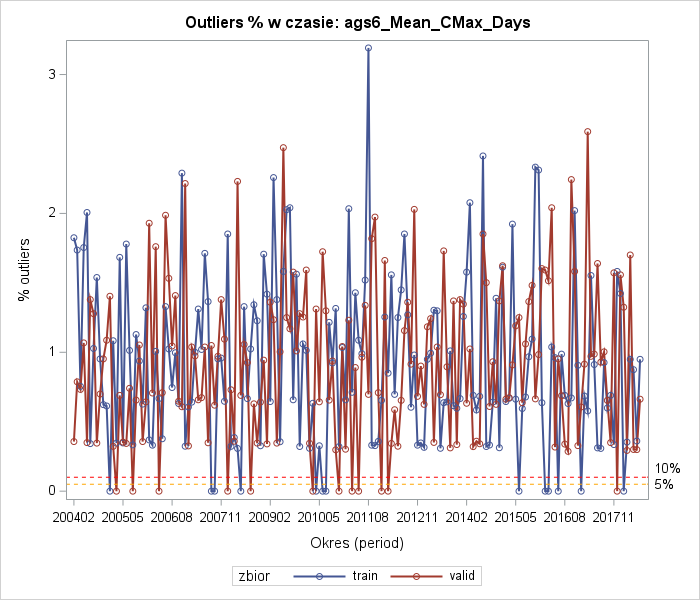 Outliers % w czasie: ags6_Mean_CMax_Days
% outliers
3
2
1
0
10%
5%
200402 200505 200608 200711 200902 201005 201108 201211 201402 201505 201608 201711
Okres (period)
zbior train valid